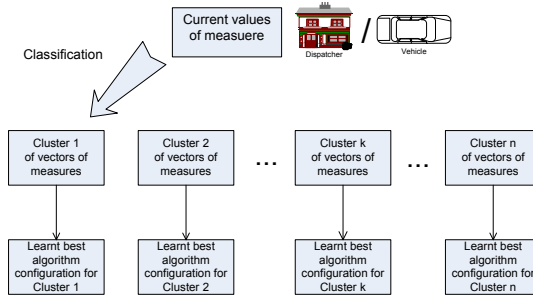 Current values
of measuere
/
Dispatcher
Vehicle
Classification
Cluster 1
of vectors of
measures
Cluster 2
of vectors of
measures
...
Cluster k
of vectors of
measures
...
Cluster n
of vectors of
measures
Learnt best
algorithm
configuration for
Cluster 1
Learnt best
algorithm
configuration for
Cluster 2
Learnt best
algorithm
configuration for
Cluster k
Learnt best
algorithm
configuration for
Cluster n